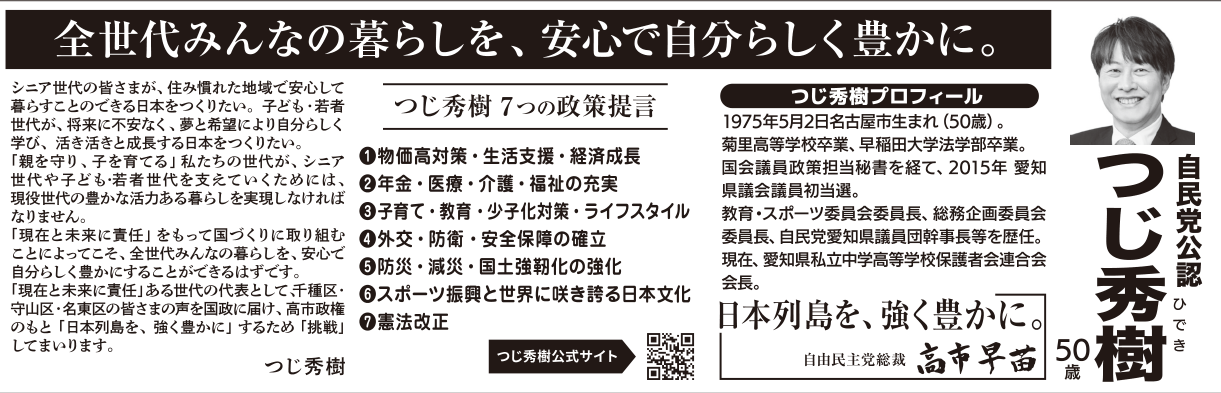 全世代みんなの暮らしを、安心で自分らしく豊かに。
シニア世代の皆さまが、住み慣れた地域で安心して
暮らすことのできる日本をつくりたい。子ども・若者
世代が、将来に不安なく、夢と希望により自分らしく
学び、活き活きと成長する日本をつくりたい。
「親を守り、子を育てる」私たちの世代が、シニア
世代や子ども・若者世代を支えていくためには、
現役世代の豊かな活力ある暮らしを実現しなければ
なりません。
「現在と未来に責任」をもって国づくりに取り組む
ことによってこそ、全世代みんなの暮らしを、安心で
自分らしく豊かにすることができるはずです。
「現在と未来に責任」ある世代の代表として、千種区・
守山区・名東区の皆さまの声を国政に届け、高市政権
のもと「日本列島を、強く豊かに」するため「挑戦」
してまいります。
つじ秀樹
つじ秀樹 7つの政策提言
❶物価高対策・生活支援・経済成長
❷年金・医療・介護・福祉の充実
❸子育て・教育・少子化対策・ライフスタイル
❹外交・防衛・安全保障の確立
❺防災・減災・国土強靭化の強化
❻スポーツ振興と世界に咲き誇る日本文化
❼憲法改正
つじ秀樹公式サイト
つじ秀樹プロフィール
1975年5月2日名古屋市生まれ（50歳）。
菊里高等学校卒業、早稲田大学法学部卒業。
国会議員政策担当秘書を経て、2015年 愛知
県議会議員初当選。
教育・スポーツ委員会委員長、総務企画委員会
委員長、自民党愛知県議員団幹事長等を歴任。
現在、愛知県私立中学高等学校保護者会連合会
会長。
日本列島を、強く豊かに。
自由民主党総裁 高市早苗
自民党公認
つじ秀樹
ひでき
50歳